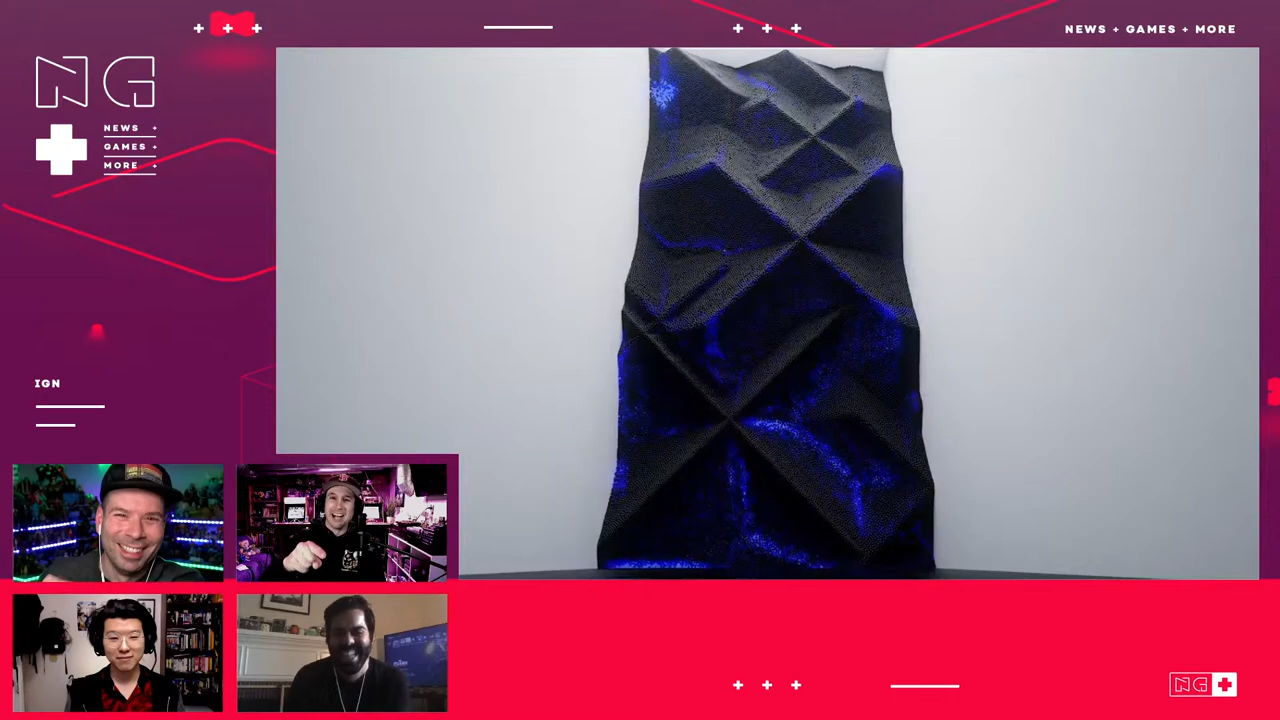 NEWS + GAMES + MORE
NG
NEWS +
GAMES +
MORE +
IGN
NG